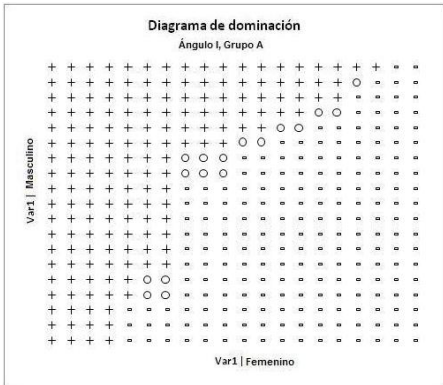 Diagrama de dominación
Ángulo I, Grupo A
Var1 | Masculino
Var1 | Femenino